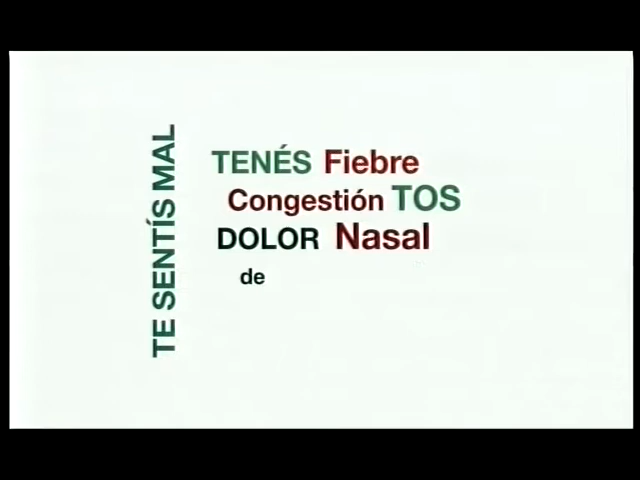 TE SENTÍS MAL
TENÉS Fiebre
Congestión TOS
DOLOR Nasal
de